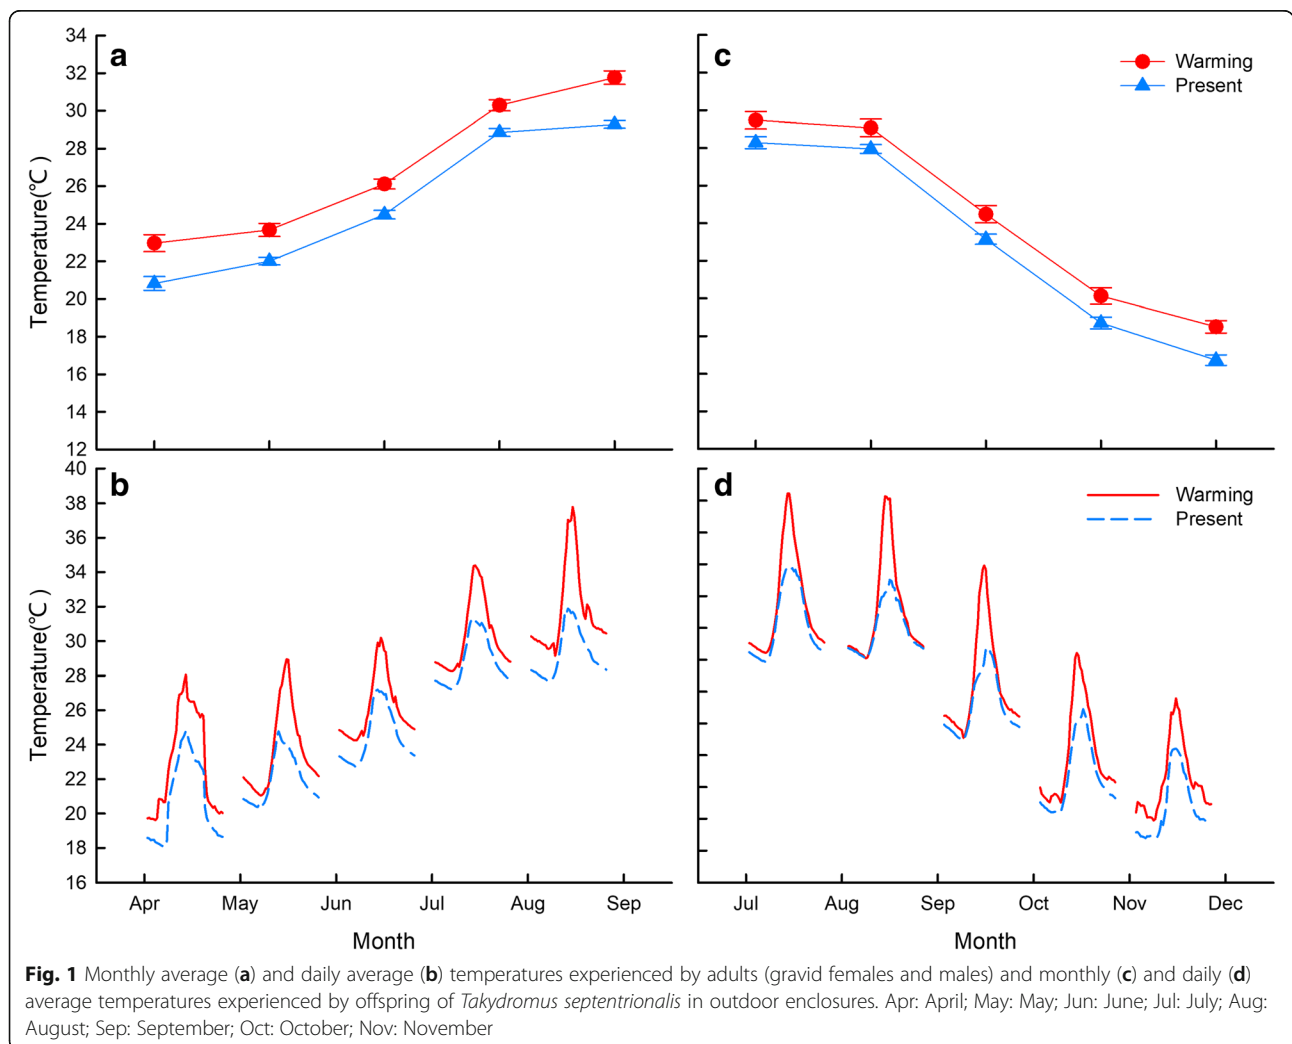 34
32
30
28
26
24
22
20
18
16
14
12
Temperature(℃)
a
c
Warming
Present
40
38
36
34
32
30
28
26
24
22
20
18
16
Temperature(℃)
b
d
Warming
Present
Apr May Jun Jul Aug Sep
Jul Aug Sep Oct Nov Dec
Month
Month
Fig. 1 Monthly average (a) and daily average (b) temperatures experienced by adults (gravid females and males) and monthly (c) and daily (d)
average temperatures experienced by offspring of Takydromus septentrionalis in outdoor enclosures. Apr: April; May: May; Jun: June; Jul: July; Aug:
August; Sep: September; Oct: October; Nov: November